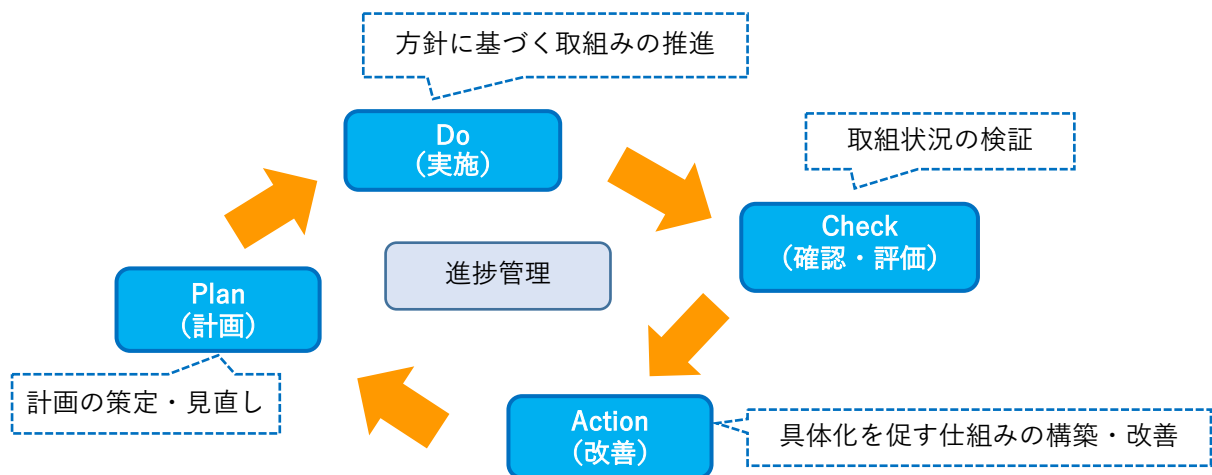 方針に基づく取組みの推進
Do
（実施）
取組状況の検証
Check
（確認・評価）
進捗管理
Plan
（計画）
計画の策定・見直し
Action
（改善）
具体化を促す仕組みの構築・改善